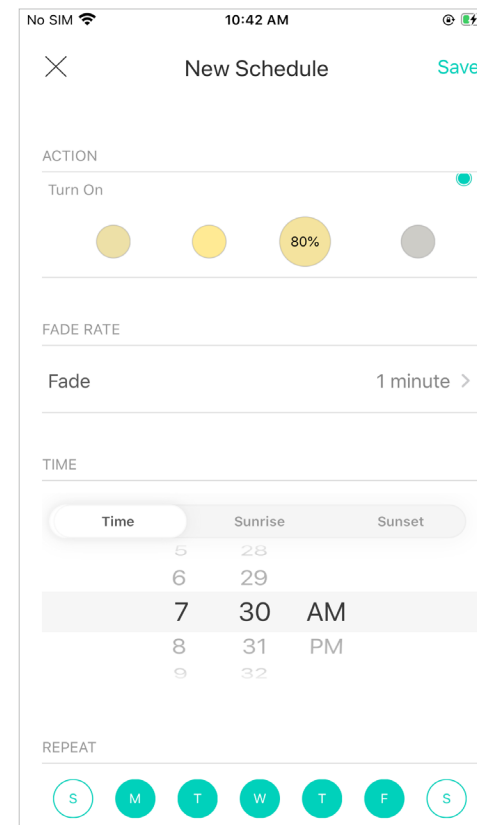 No SIM 10:42 AM
New Schedule Save
ACTION
Turn On
80%
FADE RATE
Fade 1 minute
TIME
Time Sunrise Sunset
5 28
6 29
7 30 AM
8 31 PM
9 32
REPEAT
S M T W T F S